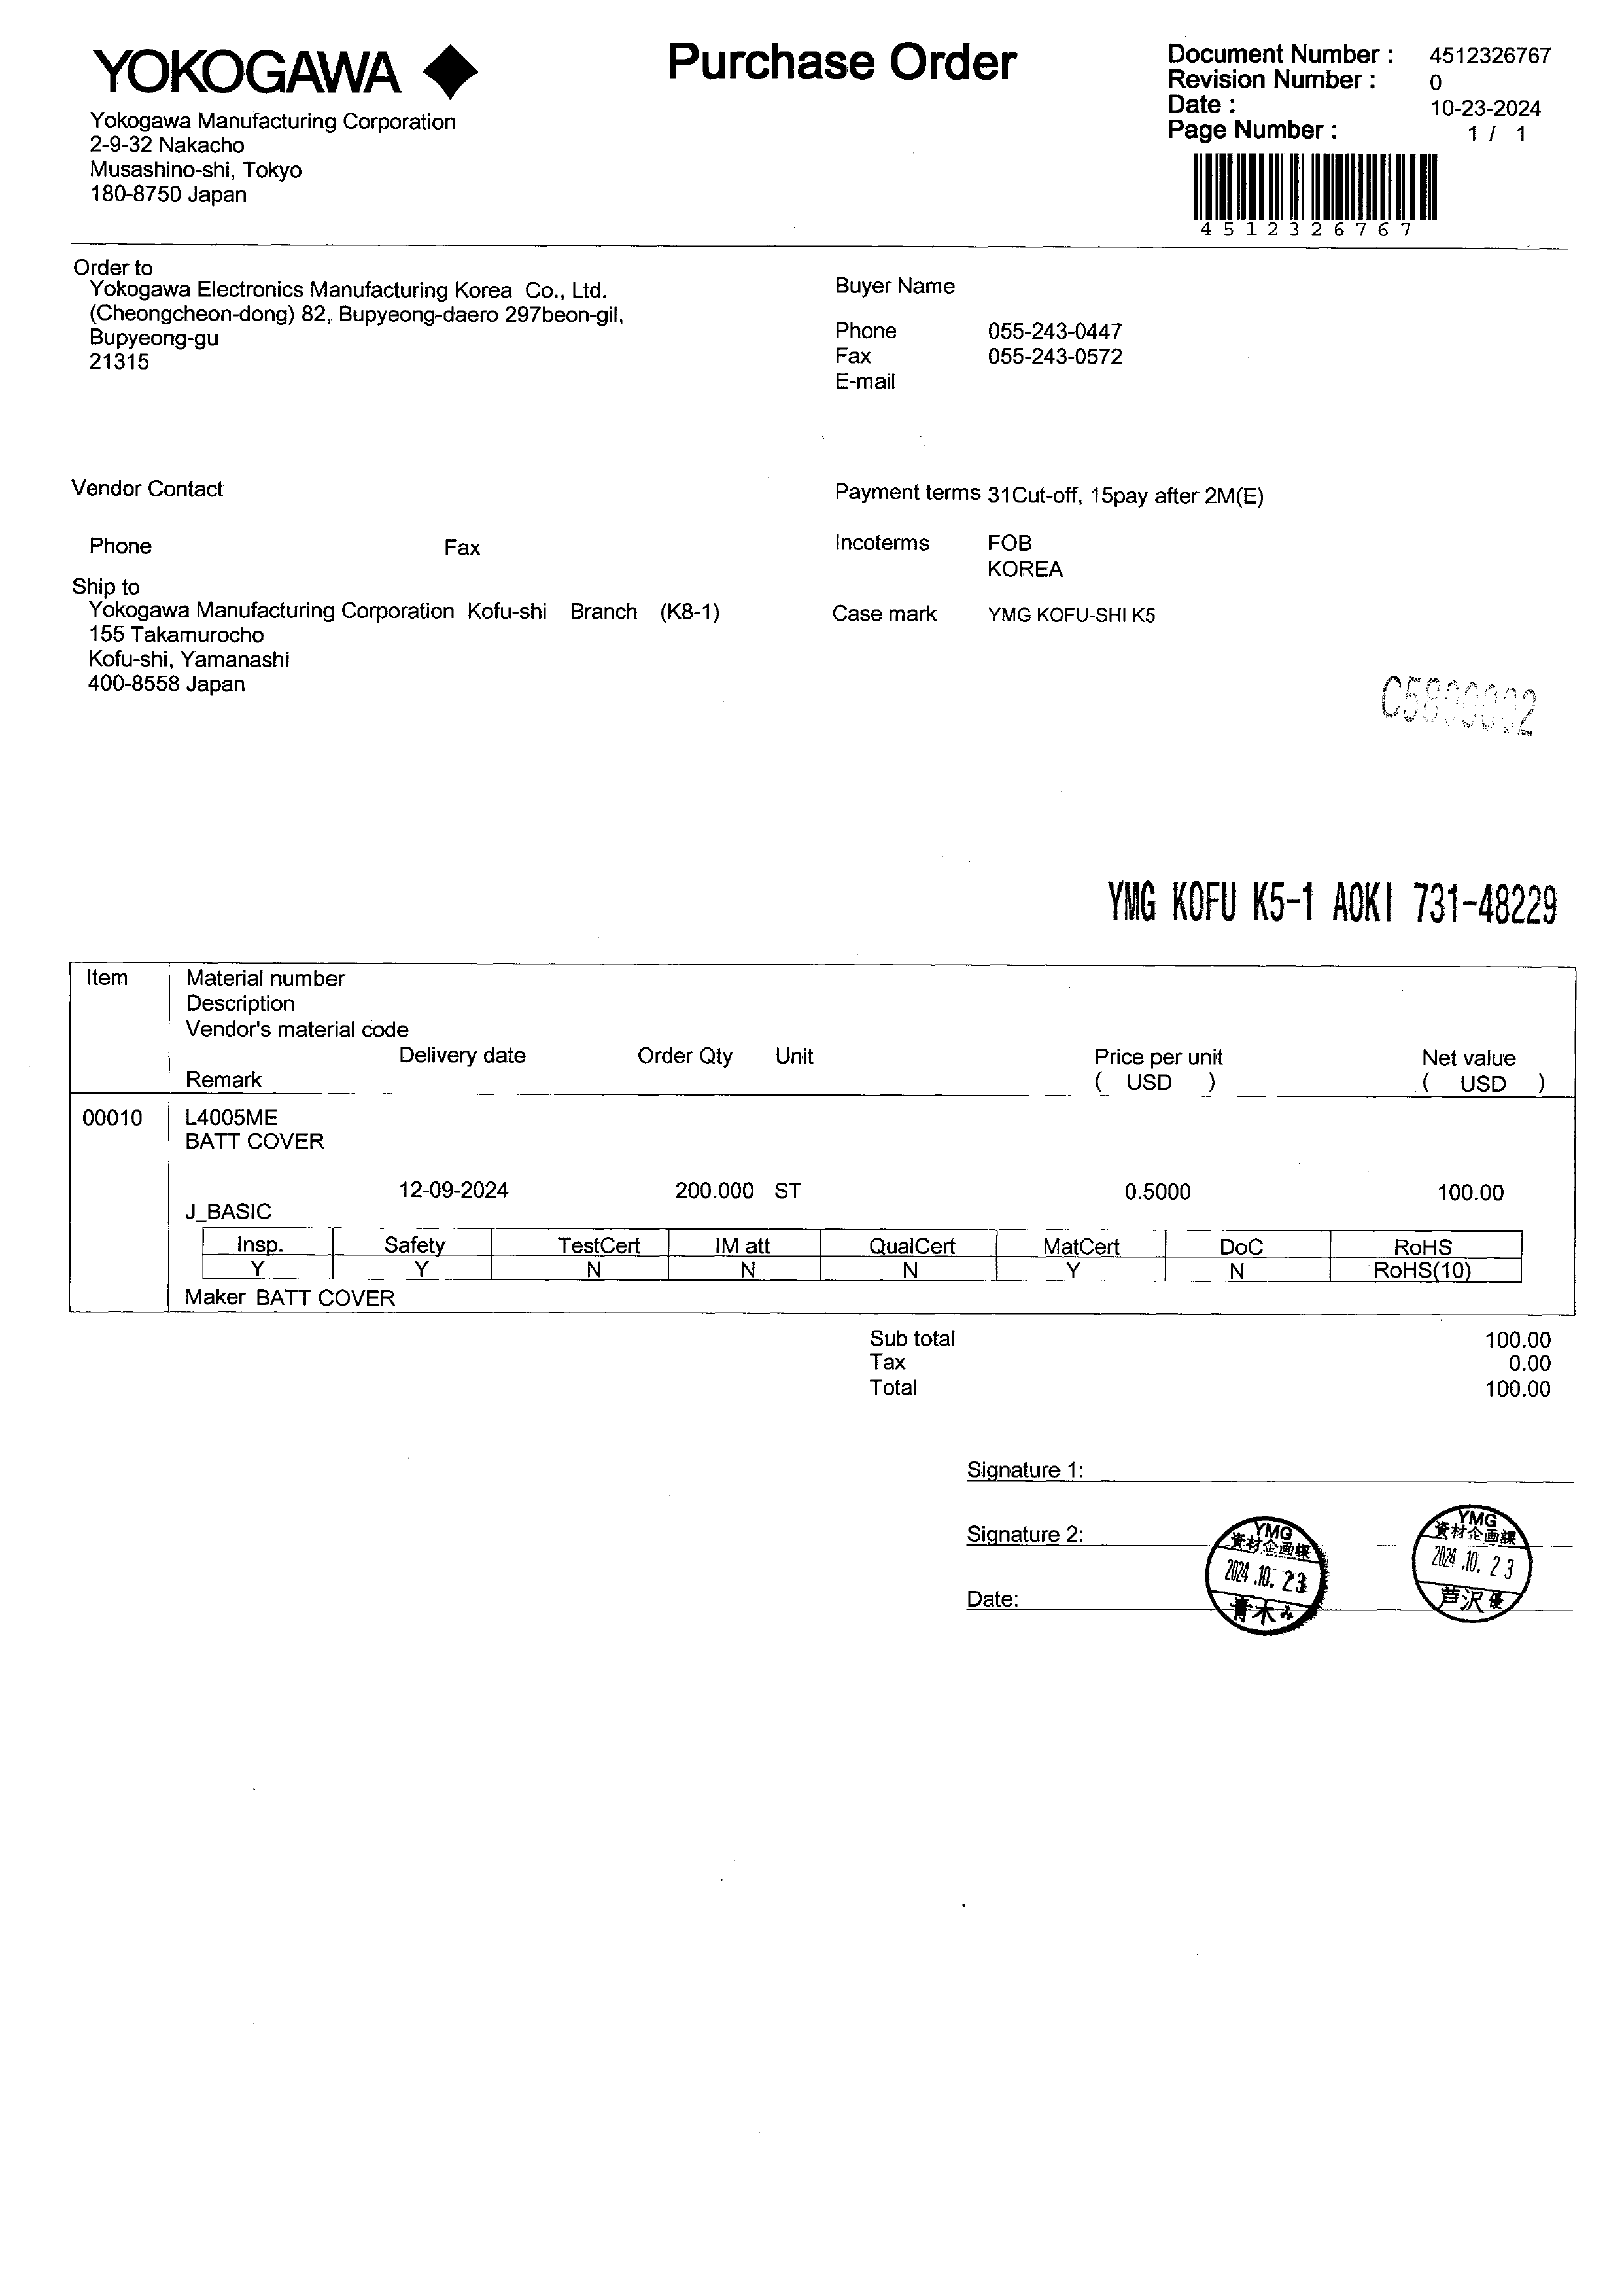 YOKOGAWA
Purchase Order
Document Number : 4512326767
Revision Number : 0
Date : 10-23-2024
Page Number : 1 / 1
4512326767
Yokogawa Manufacturing Corporation
2-9-32 Nakacho
Musashino-shi, Tokyo
180-8750 Japan
Order to
Yokogawa Electronics Manufacturing Korea Co., Ltd.
(Cheongcheon-dong) 82, Bupyeong-daero 297beon-gil,
Bupyeong-gu
21315
Buyer Name
Phone 055-243-0447
Fax 055-243-0572
E-mail
Vendor Contact
Phone Fax
Payment terms 31Cut-off, 15pay after 2M(E)
Incoterms FOB
KOREA
Ship to
Yokogawa Manufacturing Corporation Kofu-shi Branch (K8-1)
155 Takamurocho
Kofu-shi, Yamanashi
400-8558 Japan
Case mark YMG KOFU-SHI K5
YMG KOFU K5-1 AOKI 731-48229
Item Material number
Description
Vendor's material code
Delivery date Order Qty Unit Price per unit Net value
Remark ( USD ) ( USD )
00010 L4005ME
BATT COVER
12-09-2024 200.000 ST 0.5000 100.00
J_BASIC
Insp. Safety TestCert IM att QualCert MatCert DoC RoHS
Y Y N N N Y N RoHS(10)
Maker BATT COVER
Sub total 100.00
Tax 0.00
Total 100.00
Signature 1:
Signature 2:
Date:
YMG
資材企画課
2024.10.23
青木み
YMG
資材企画課
2024.10.23
芦沢優